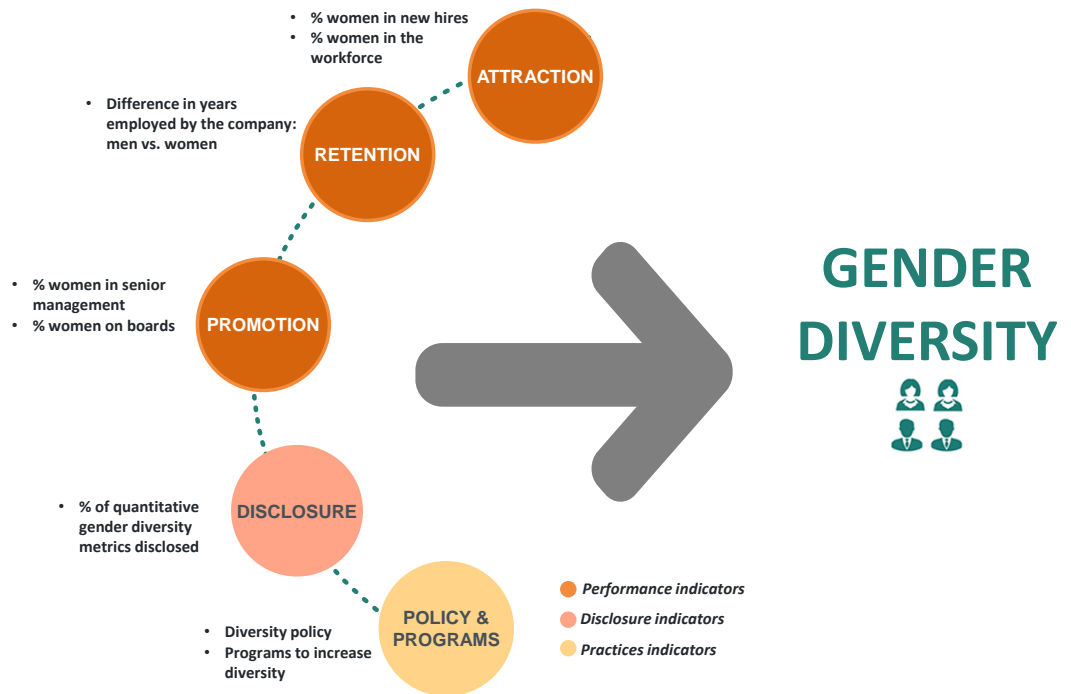 • % women in new hires
• % women in the
workforce
ATTRACTION
• Difference in years
employed by the company:
men vs. women
RETENTION
• % women in senior
management
• % women on boards
PROMOTION
GENDER
DIVERSITY
• % of quantitative
gender diversity
metrics disclosed
DISCLOSURE
• Diversity policy
• Programs to increase
diversity
POLICY &
PROGRAMS
Performance indicators
Disclosure indicators
Practices indicators